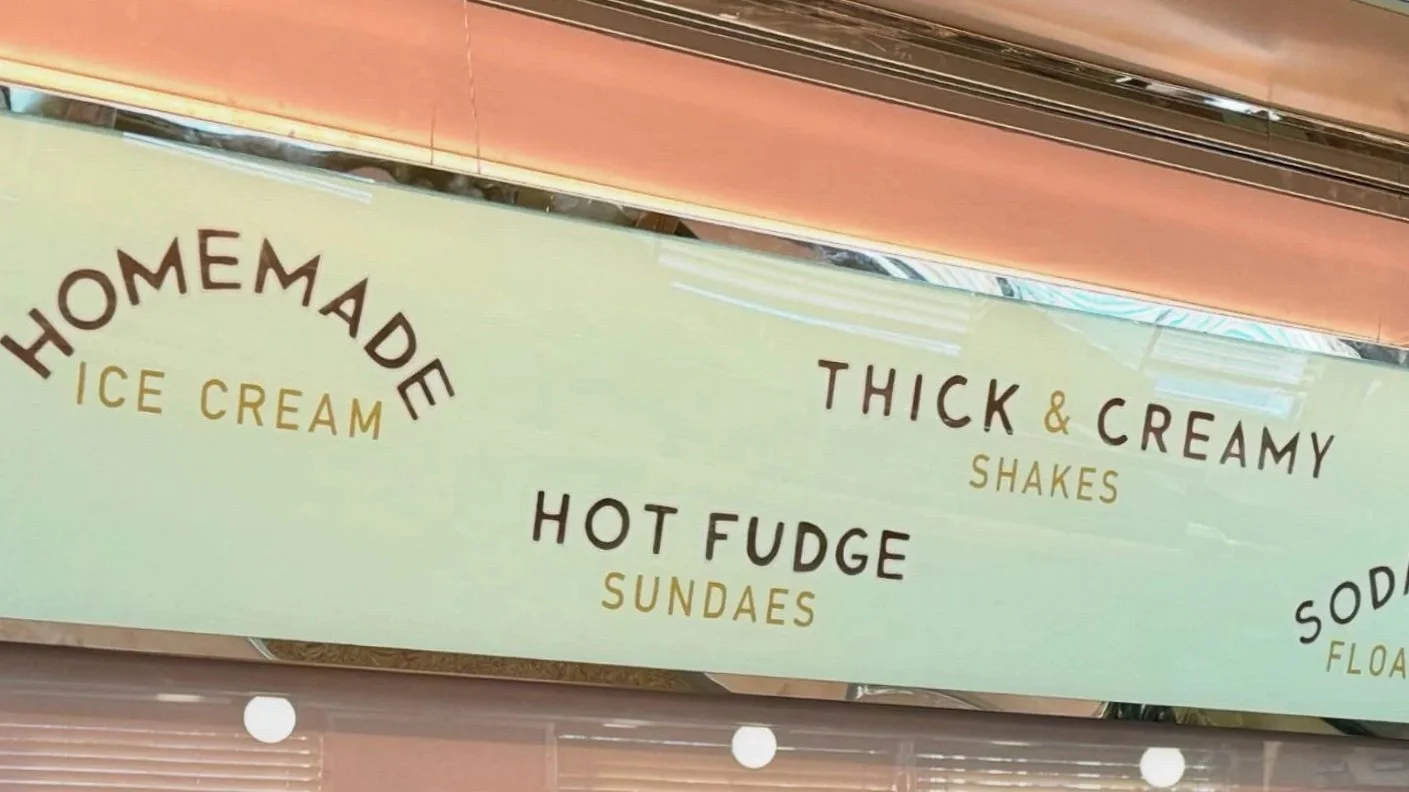 HOMEMADE
ICE CREAM
HOT FUDGE
SUNDAES
THICK & CREAMY
SHAKES